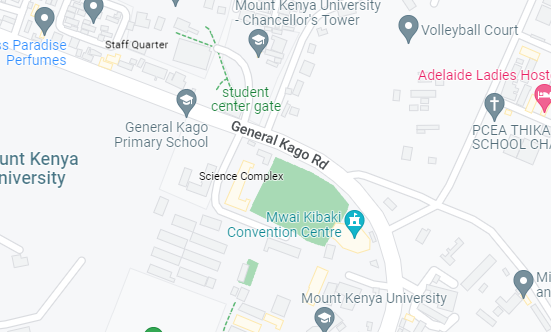 Mount Kenya University
- Chancellor's Tower
Volleyball Court
Staff Quarter
ss Paradise
Perfumes
Adelaide Ladies Hoste
student
center gate
General Kago
Primary School
General Kago Rd
PCEA THIKA
SCHOOL CHA
unt Kenya
niversity
Science Complex
Mwai Kibaki
Convention Centre
Mount Kenya University
Mi
an